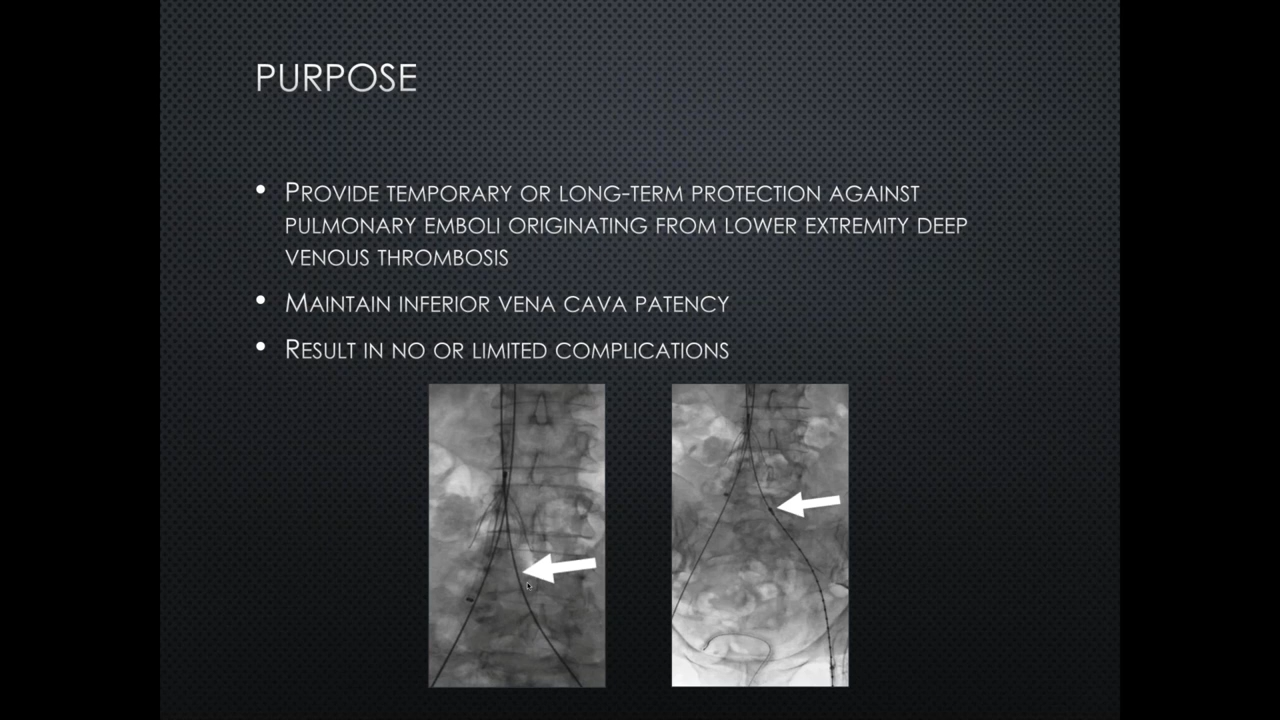 PURPOSE
• PROVIDE TEMPORARY OR LONG-TERM PROTECTION AGAINST
PULMONARY EMBOLI ORIGINATING FROM LOWER EXTREMITY DEEP
VENOUS THROMBOSIS
• MAINTAIN INFERIOR VENA CAVA PATENCY
• RESULT IN NO OR LIMITED COMPLICATIONS